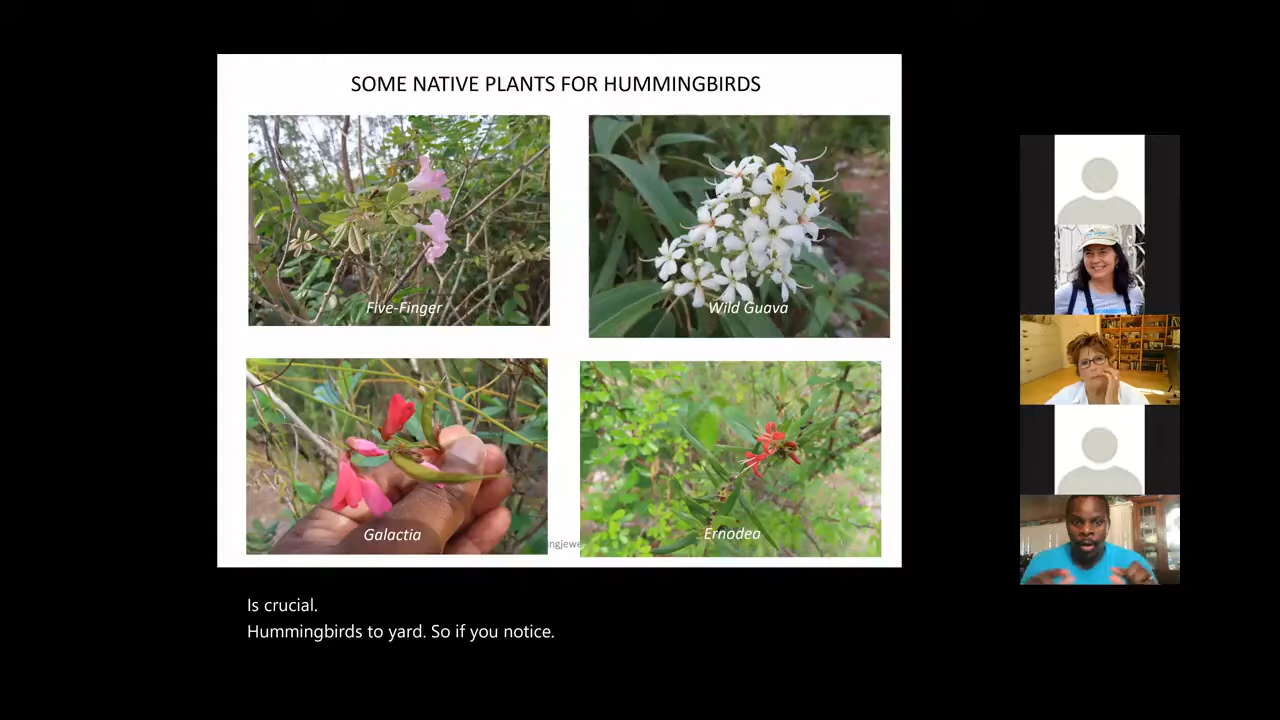 SOME NATIVE PLANTS FOR HUMMINGBIRDS
Five-Finger
Wild Guava
Galactia
Ernodea
Is crucial.
Hummingbirds to yard. So if you notice.